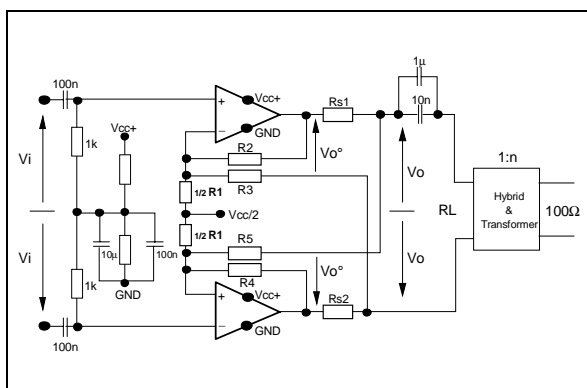 100n
Vcc+
1k
Vi
Vcc+
+
−
GND
Rs1
Vo°
R2
R3
1/2 R1
Vcc/2
1/2 R1
R5
R4
Vo°
10µ
100n
GND
Vi
1k
100n
+
−
Vcc+
GND
Rs2
1µ
10n
Vo
Vo
RL
1:n
Hybrid
&
Transformer
100Ω